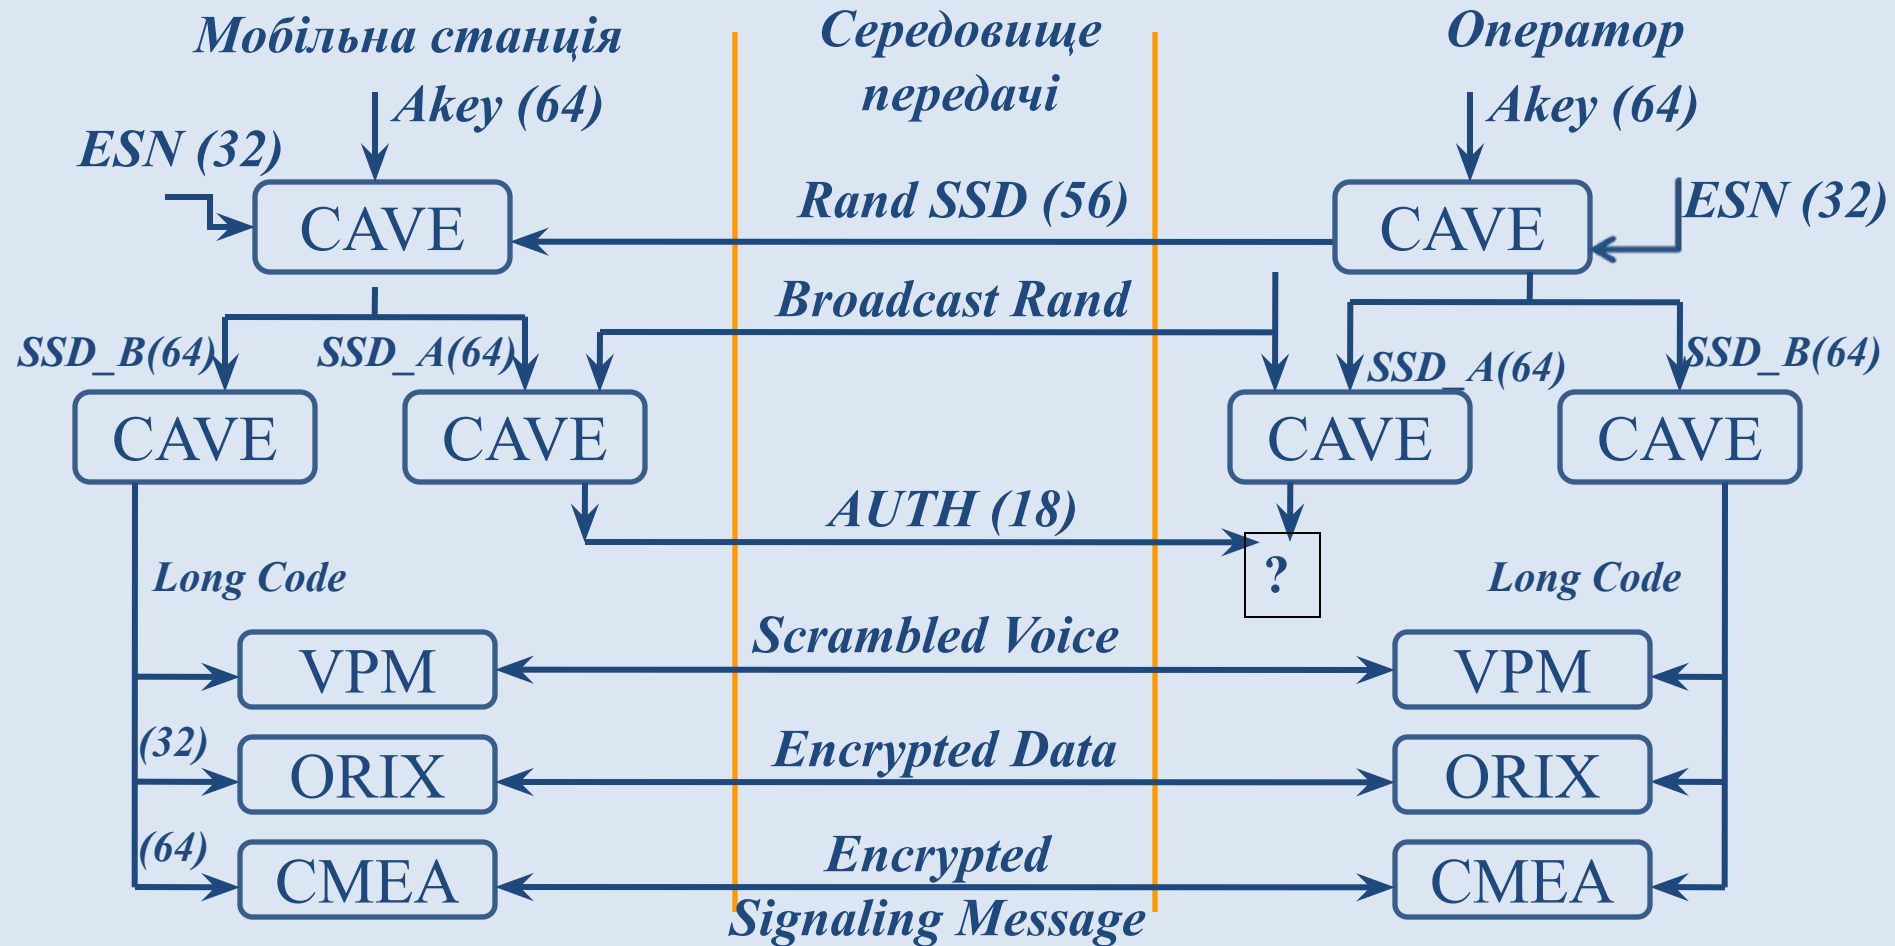 Мобільна станція
Середовище
передачі
Оператор
Akey (64)
Akey (64)
ESN (32)
ESN (32)
CAVE
Rand SSD (56)
CAVE
Broadcast Rand
SSD_B(64)
SSD_A(64)
SSD_A(64)
SSD_B(64)
CAVE
CAVE
CAVE
CAVE
AUTH (18)
?
Long Code
Long Code
Scrambled Voice
VPM
VPM
(32)
Encrypted Data
ORIX
ORIX
(64)
Encrypted
CMEA
CMEA
Signaling Message